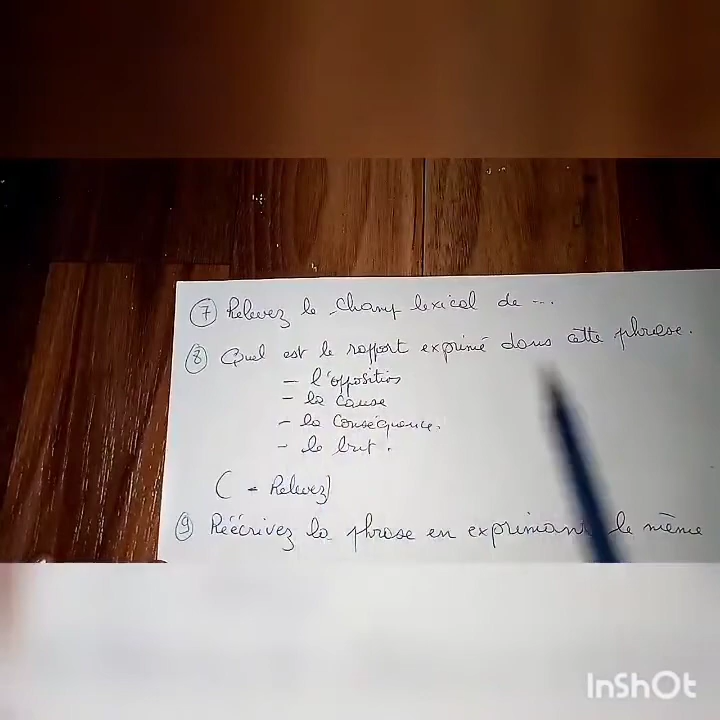 ⑦ Relevez le champ lexical de ...
⑧ Quel est le rapport exprimé dans cette phrase.
- l'opposition
- la cause
- la conséquence.
- le but.
( - Relevez)
⑨ Réécrivez la phrase en exprimant le même
InShOt